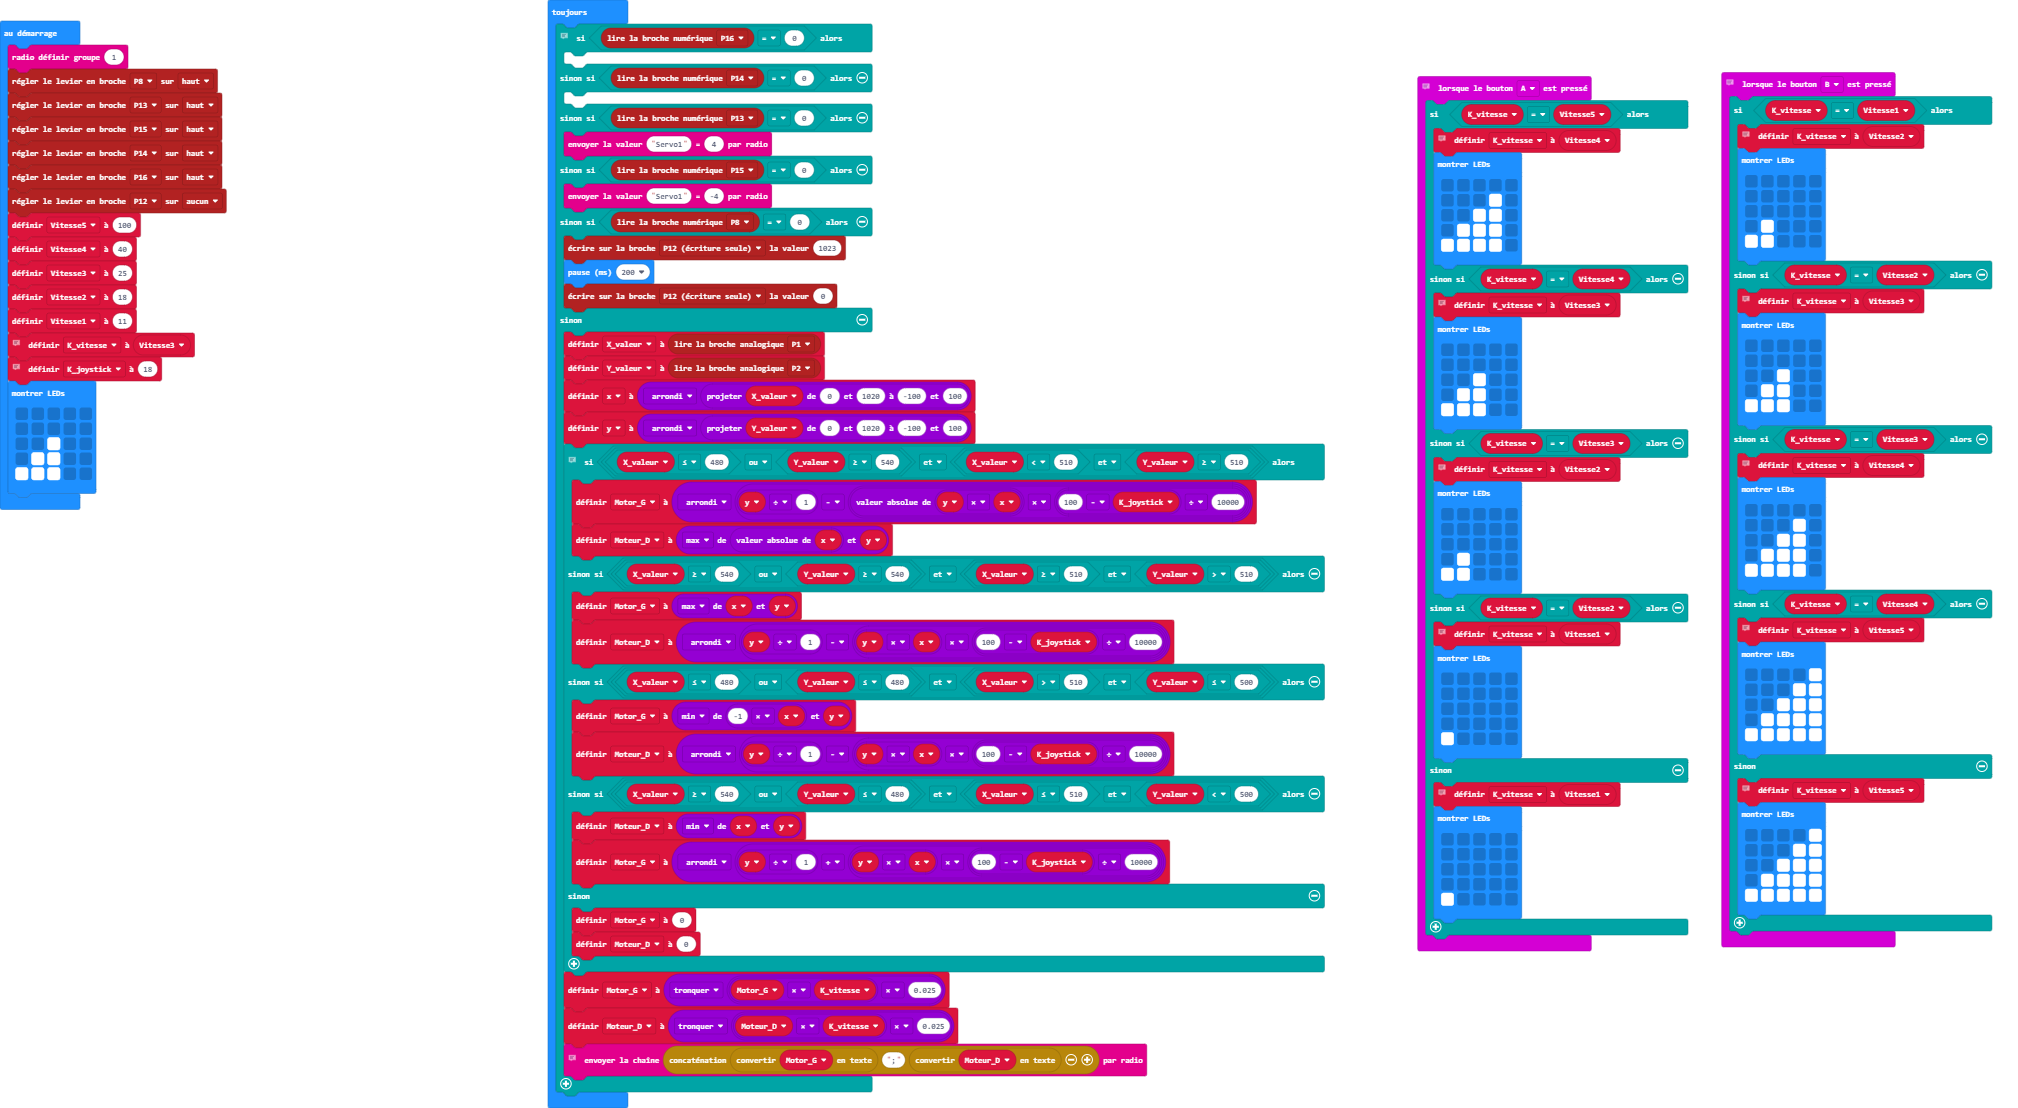 au démarrage
radio définir groupe 1
régler le levier en broche P8 sur haut
régler le levier en broche P13 sur haut
régler le levier en broche P15 sur haut
régler le levier en broche P14 sur haut
régler le levier en broche P16 sur haut
régler le levier en broche P12 sur aucun
définir Vitesse5 à 100
définir Vitesse4 à 40
définir Vitesse3 à 25
définir Vitesse2 à 18
définir Vitesse1 à 11
définir K_vitesse à Vitesse3
définir K_joystick à 18
montrer LEDs
toujours
si lire la broche numérique P16 = 0 alors
sinon si lire la broche numérique P14 = 0 alors
sinon si lire la broche numérique P13 = 0 alors
envoyer la valeur "Servo1" = 4 par radio
sinon si lire la broche numérique P15 = 0 alors
envoyer la valeur "Servo1" = -4 par radio
sinon si lire la broche numérique P8 = 0 alors
écrire sur la broche P12 (écriture seule) la valeur 1023
pause (ms) 200
écrire sur la broche P12 (écriture seule) la valeur 0
sinon
définir X_valeur à lire la broche analogique P1
définir Y_valeur à lire la broche analogique P2
définir x à arrondi projeter X_valeur de 0 et 1020 à -100 et 100
définir y à arrondi projeter Y_valeur de 0 et 1020 à -100 et 100
si X_valeur ≤ 480 ou Y_valeur ≥ 540 et X_valeur < 510 et Y_valeur ≥ 510 alors
définir Motor_G à arrondi y ÷ 1 - valeur absolue de y × x × 100 - K_joystick ÷ 10000
définir Moteur_D à max de valeur absolue de x et y
sinon si X_valeur ≥ 540 ou Y_valeur ≥ 540 et X_valeur ≥ 510 et Y_valeur > 510 alors
définir Motor_G à max de x et y
définir Moteur_D à arrondi y ÷ 1 - y × x × 100 - K_joystick ÷ 10000
sinon si X_valeur ≤ 480 ou Y_valeur ≤ 480 et X_valeur > 510 et Y_valeur ≤ 500 alors
définir Motor_G à min de -1 × x et y
définir Moteur_D à arrondi y ÷ 1 - y × x × 100 - K_joystick ÷ 10000
sinon si X_valeur ≥ 540 ou Y_valeur ≤ 480 et X_valeur ≤ 510 et Y_valeur < 500 alors
définir Moteur_D à min de x et y
définir Motor_G à arrondi y ÷ 1 + y × x × 100 - K_joystick ÷ 10000
sinon
définir Motor_G à 0
définir Moteur_D à 0
définir Motor_G à tronquer Motor_G × K_vitesse × 0.025
définir Moteur_D à tronquer Moteur_D × K_vitesse × 0.025
envoyer la chaîne concaténation convertir Motor_G en texte ";" convertir Moteur_D en texte par radio
lorsque le bouton A est pressé
si K_vitesse = Vitesse5 alors
définir K_vitesse à Vitesse4
montrer LEDs
sinon si K_vitesse = Vitesse4 alors
définir K_vitesse à Vitesse3
montrer LEDs
sinon si K_vitesse = Vitesse3 alors
définir K_vitesse à Vitesse2
montrer LEDs
sinon si K_vitesse = Vitesse2 alors
définir K_vitesse à Vitesse1
montrer LEDs
sinon
définir K_vitesse à Vitesse1
montrer LEDs
lorsque le bouton B est pressé
si K_vitesse = Vitesse1 alors
définir K_vitesse à Vitesse2
montrer LEDs
sinon si K_vitesse = Vitesse2 alors
définir K_vitesse à Vitesse3
montrer LEDs
sinon si K_vitesse = Vitesse3 alors
définir K_vitesse à Vitesse4
montrer LEDs
sinon si K_vitesse = Vitesse4 alors
définir K_vitesse à Vitesse5
montrer LEDs
sinon
définir K_vitesse à Vitesse5
montrer LEDs